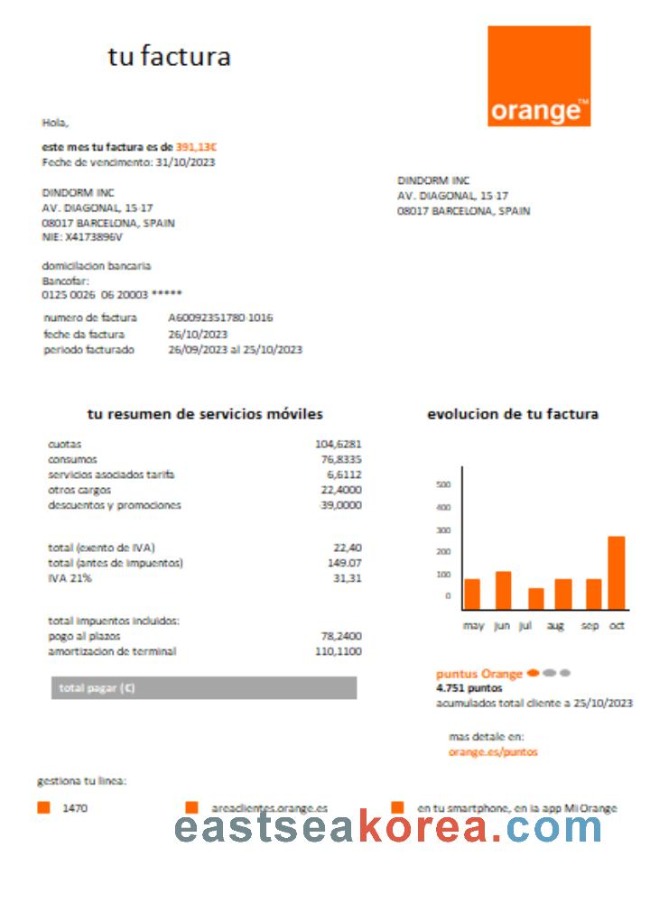 tu factura
orange™
Hola,
este mes tu factura es de 391,13€
Feche de vencimento: 31/10/2023
DINDORM INC
AV. DIAGONAL, 15-17
08017 BARCELONA, SPAIN
NIE: X4173896V
DINDORM INC
AV. DIAGONAL, 15-17
08017 BARCELONA, SPAIN
domicilacion bancaria
Bancofar:
0125 0026 06 20003 *****
numero de factura A60092351780-1016
feche da factura 26/10/2023
periodo facturado 26/09/2023 al 25/10/2023
tu resumen de servicios móviles
cuotas 104,6281
consumos 76,8335
servicios asociados tarifa 6,6112
otros cargos 22,4000
descuentos y promociones -39,0000
total (exento de IVA) 22,40
total (antes de impuentos) 149.07
IVA 21% 31,31
total impuentos incluidos:
pogo al plazos 78,2400
amortizacion de terminal 110,1100
total pagar (€)
evolucion de tu factura
500
400
300
200
100
0
may jun jul aug sep oct
puntus Orange
4.751 puntos
acumulados total cliente a 25/10/2023
mas detale en:
orange.es/puntos
gestiona tu linea:
1470 areaclientes.orange.es en tu smartphone, en la app Mi Orange
eastseakorea.com